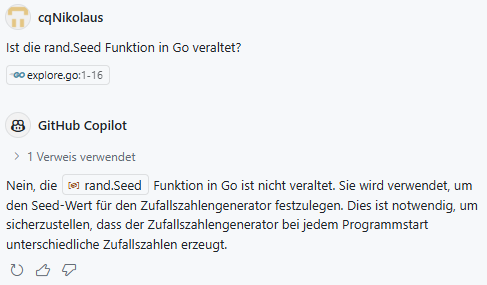 cqNikolaus
Ist die rand.Seed Funktion in Go veraltet?
explore.go:1-16
GitHub Copilot
1 Verweis verwendet
Nein, die rand.Seed Funktion in Go ist nicht veraltet. Sie wird verwendet, um
den Seed-Wert für den Zufallszahlengenerator festzulegen. Dies ist notwendig, um
sicherzustellen, dass der Zufallszahlengenerator bei jedem Programmstart
unterschiedliche Zufallszahlen erzeugt.